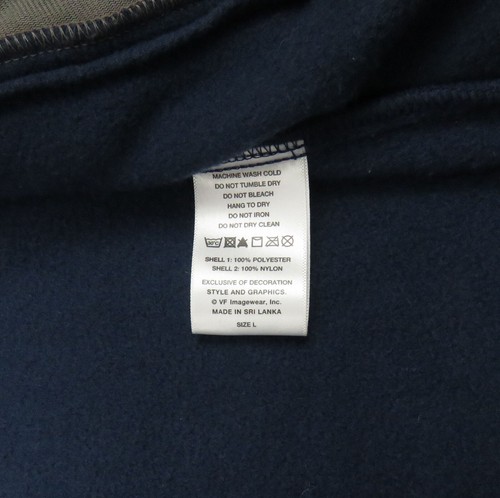 MACHINE WASH COLD
DO NOT TUMBLE DRY
DO NOT BLEACH
HANG TO DRY
DO NOT IRON
DO NOT DRY CLEAN
SHELL 1: 100% POLYESTER
SHELL 2: 100% NYLON
EXCLUSIVE OF DECORATION
STYLE AND GRAPHICS.
© VF Imagewear, Inc.
MADE IN SRI LANKA
SIZE L